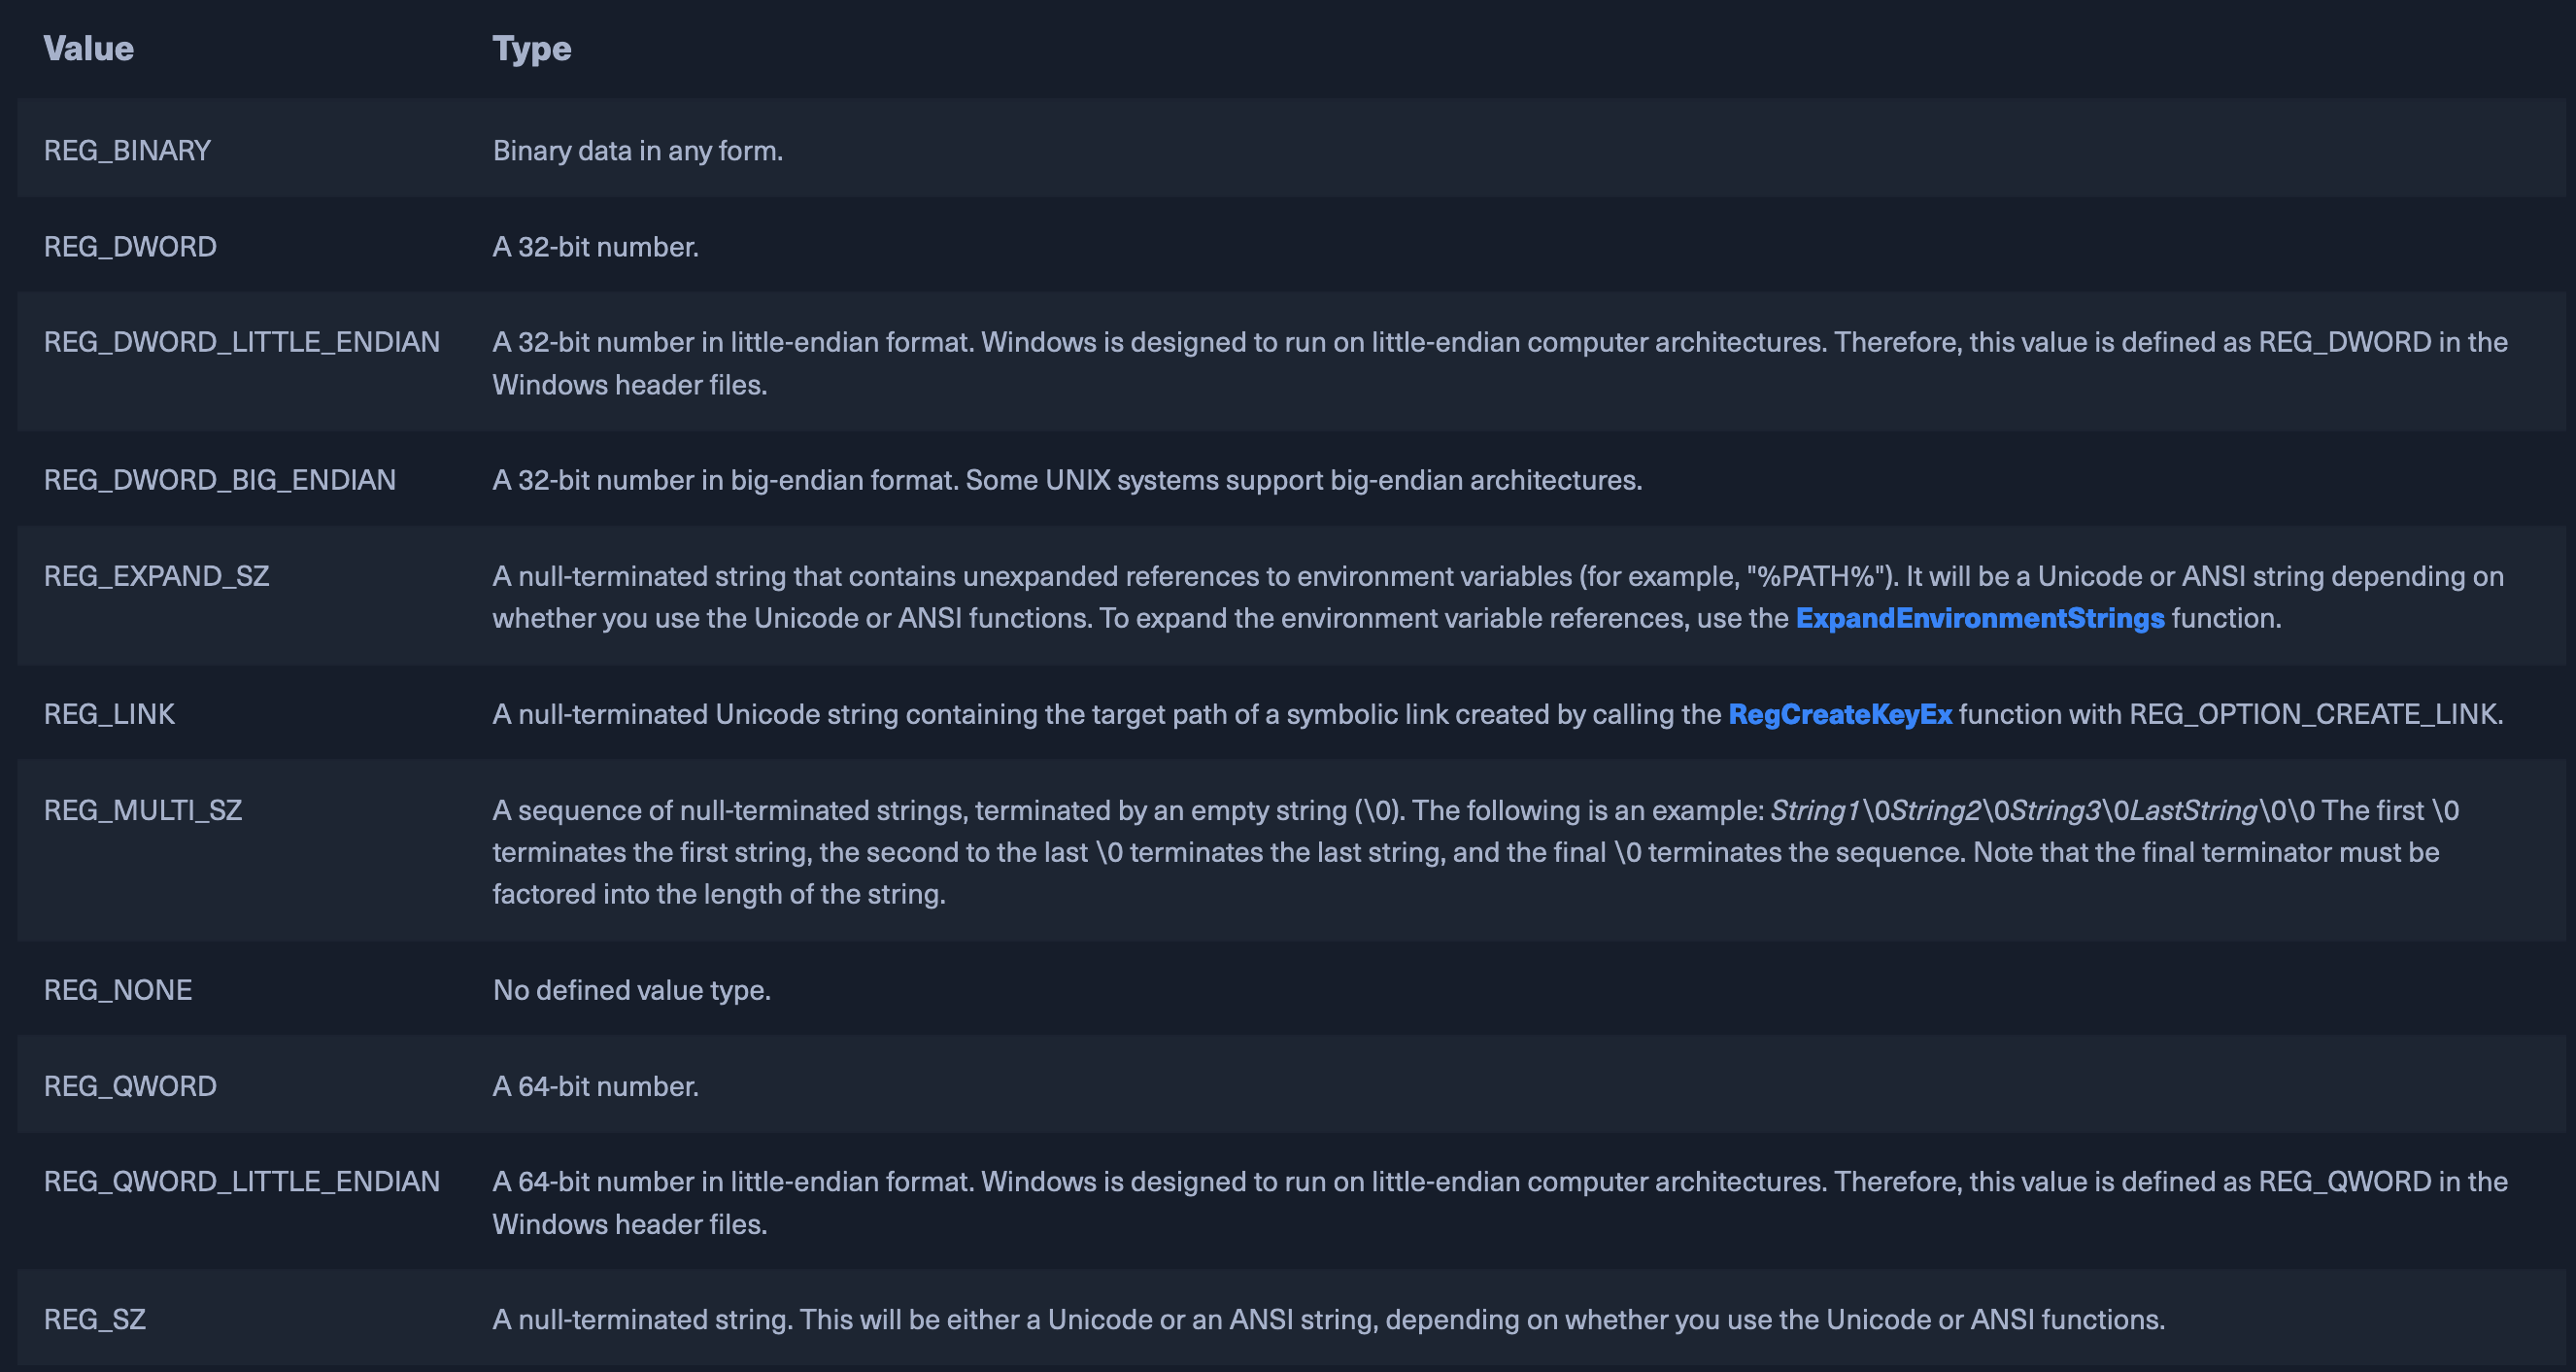 Value Type
REG_BINARY Binary data in any form.
REG_DWORD A 32-bit number.
REG_DWORD_LITTLE_ENDIAN A 32-bit number in little-endian format. Windows is designed to run on little-endian computer architectures. Therefore, this value is defined as REG_DWORD in the
Windows header files.
REG_DWORD_BIG_ENDIAN A 32-bit number in big-endian format. Some UNIX systems support big-endian architectures.
REG_EXPAND_SZ A null-terminated string that contains unexpanded references to environment variables (for example, "%PATH%"). It will be a Unicode or ANSI string depending on
whether you use the Unicode or ANSI functions. To expand the environment variable references, use the ExpandEnvironmentStrings function.
REG_LINK A null-terminated Unicode string containing the target path of a symbolic link created by calling the RegCreateKeyEx function with REG_OPTION_CREATE_LINK.
REG_MULTI_SZ A sequence of null-terminated strings, terminated by an empty string (\0). The following is an example: String1\0String2\0String3\0LastString\0\0 The first \0
terminates the first string, the second to the last \0 terminates the last string, and the final \0 terminates the sequence. Note that the final terminator must be
factored into the length of the string.
REG_NONE No defined value type.
REG_QWORD A 64-bit number.
REG_QWORD_LITTLE_ENDIAN A 64-bit number in little-endian format. Windows is designed to run on little-endian computer architectures. Therefore, this value is defined as REG_QWORD in the
Windows header files.
REG_SZ A null-terminated string. This will be either a Unicode or an ANSI string, depending on whether you use the Unicode or ANSI functions.